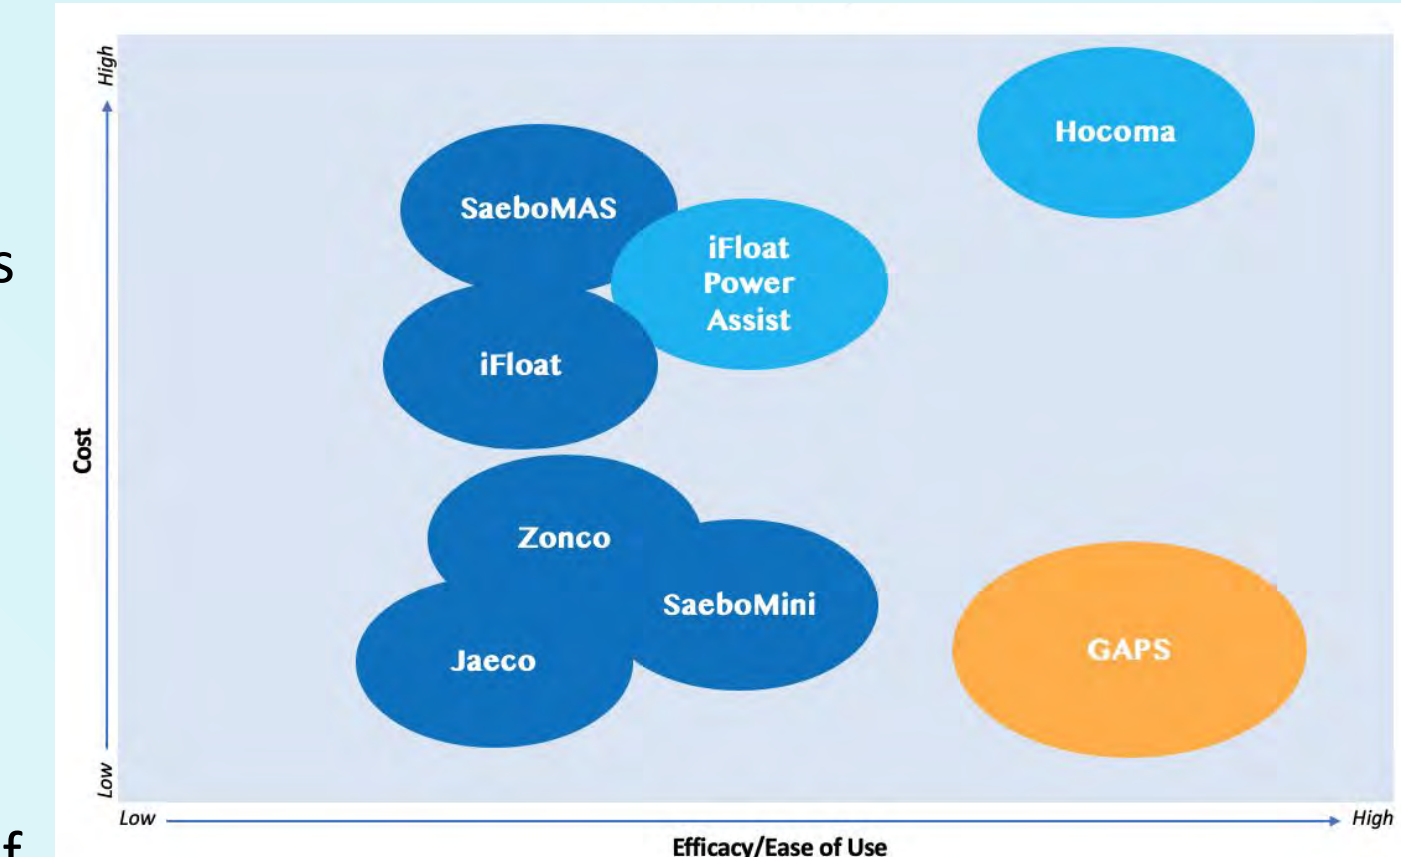 High
Hocoma
SaeboMAS
iFloat
Power
Assist
s
iFloat
Cost
Zonco
SaeboMini
Jaeco
GAPS
Low
Low
High
f
Efficacy/Ease of Use